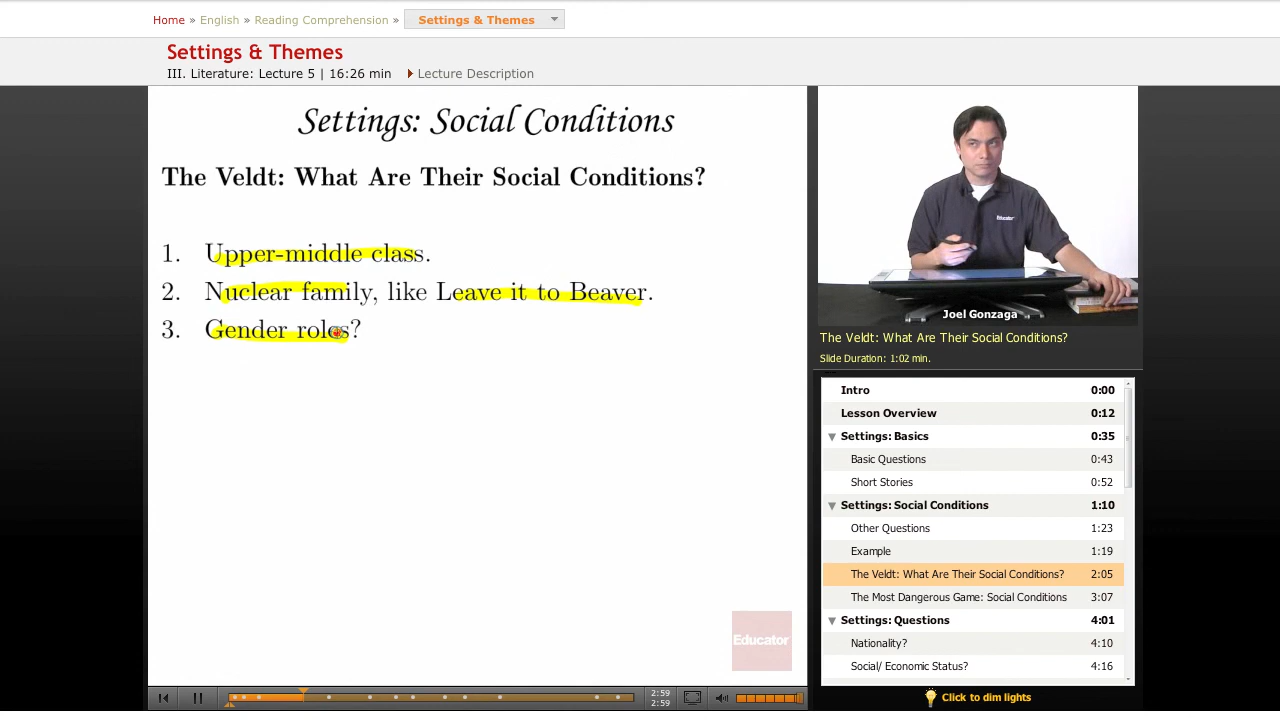 Home » English » Reading Comprehension » Settings & Themes
Settings & Themes
III. Literature: Lecture 5 | 16:26 min Lecture Description
Settings: Social Conditions
The Veldt: What Are Their Social Conditions?
1. Upper-middle class.
2. Nuclear family, like Leave it to Beaver.
3. Gender roles?
Educator
2:59
2:59
Educator
Joel Gonzaga
The Veldt: What Are Their Social Conditions?
Slide Duration: 1:02 min.
Intro 0:00
Lesson Overview 0:12
Settings: Basics 0:35
Basic Questions 0:43
Short Stories 0:52
Settings: Social Conditions 1:10
Other Questions 1:23
Example 1:19
The Veldt: What Are Their Social Conditions? 2:05
The Most Dangerous Game: Social Conditions 3:07
Settings: Questions 4:01
Nationality? 4:10
Social/ Economic Status? 4:16
Click to dim lights